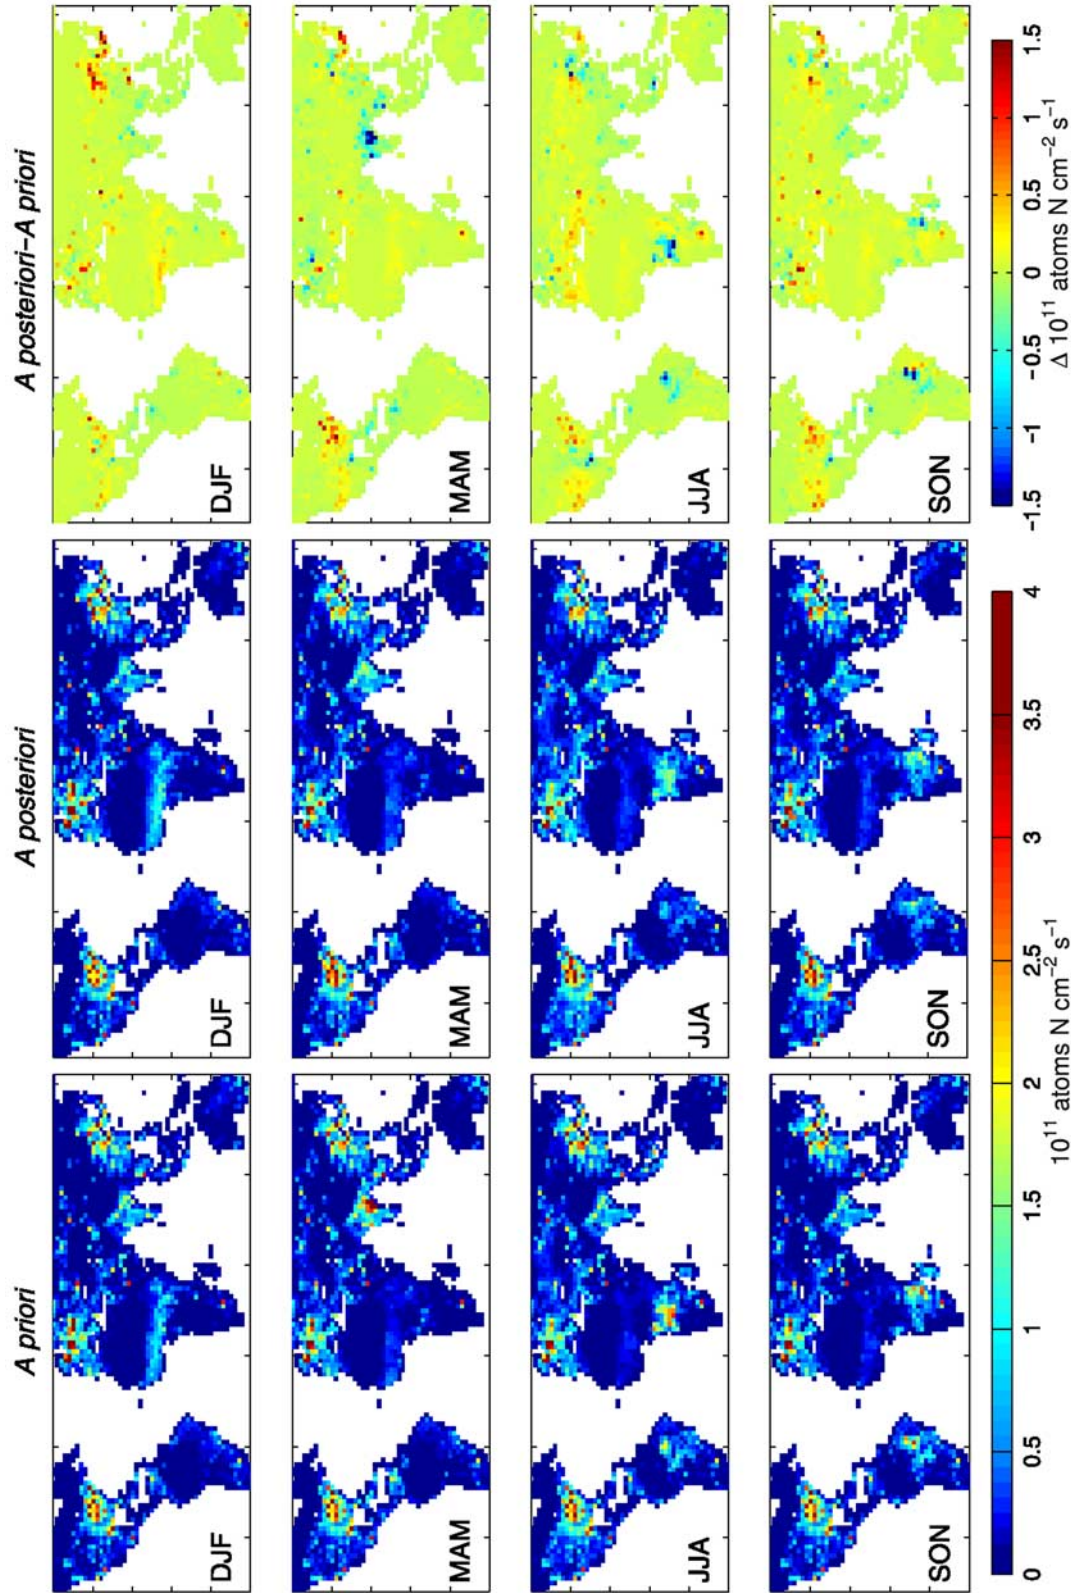 A priori
A posteriori
A posteriori−A priori
DJF
DJF
DJF
MAM
MAM
MAM
JJA
JJA
JJA
SON
SON
SON
0 0.5 1 1.5 2 2.5 3 3.5 4
10¹¹ atoms N cm⁻² s⁻¹
−1.5 −1 −0.5 0 0.5 1 1.5
Δ 10¹¹ atoms N cm⁻² s⁻¹